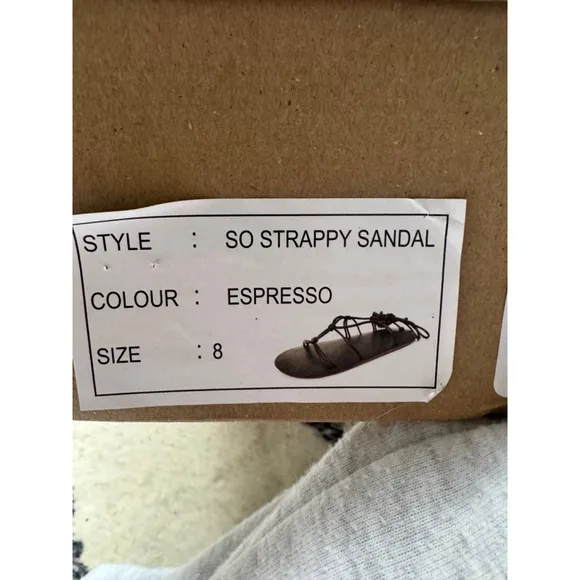 STYLE : SO STRAPPY SANDAL
COLOUR : ESPRESSO
SIZE : 8